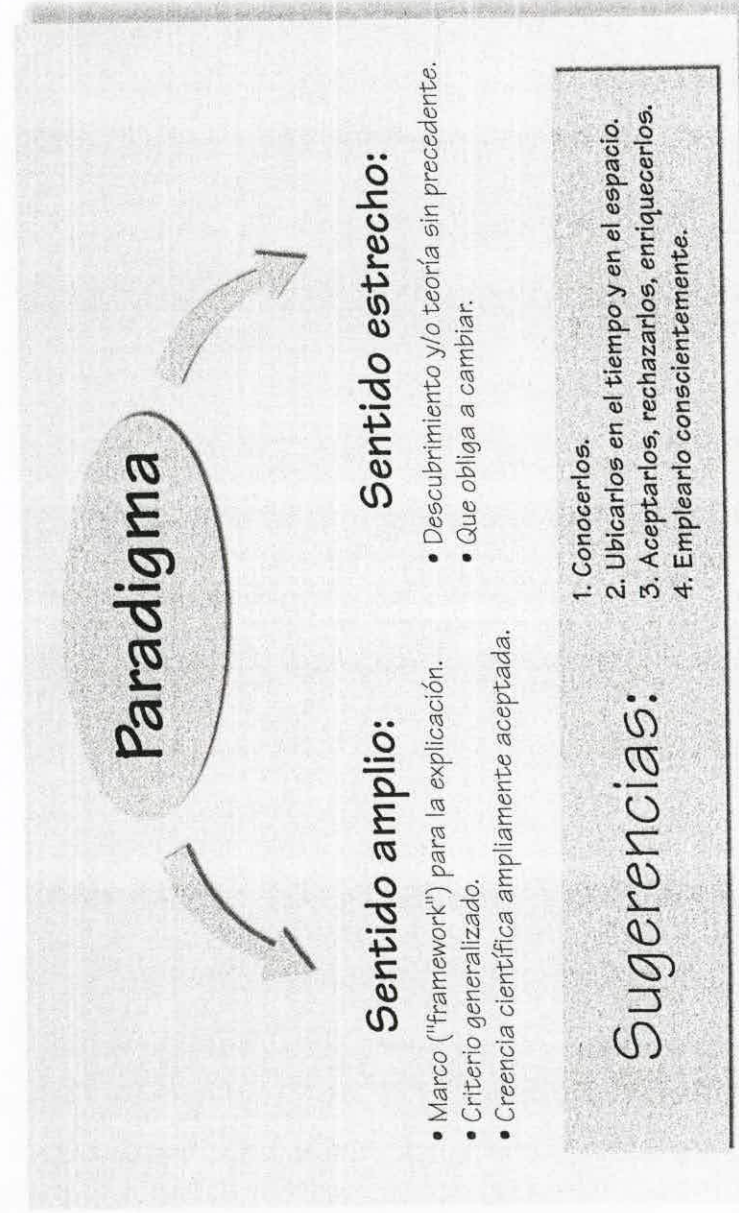 Paradigma
Sentido amplio:
• Marco ("framework") para la explicación.
• Criterio generalizado.
• Creencia científica ampliamente aceptada.
Sentido estrecho:
• Descubrimiento y/o teoría sin precedente.
• Que obliga a cambiar.
Sugerencias:
1. Conocerlos.
2. Ubicarlos en el tiempo y en el espacio.
3. Aceptarlos, rechazarlos, enriquecerlos.
4. Emplearlo conscientemente.